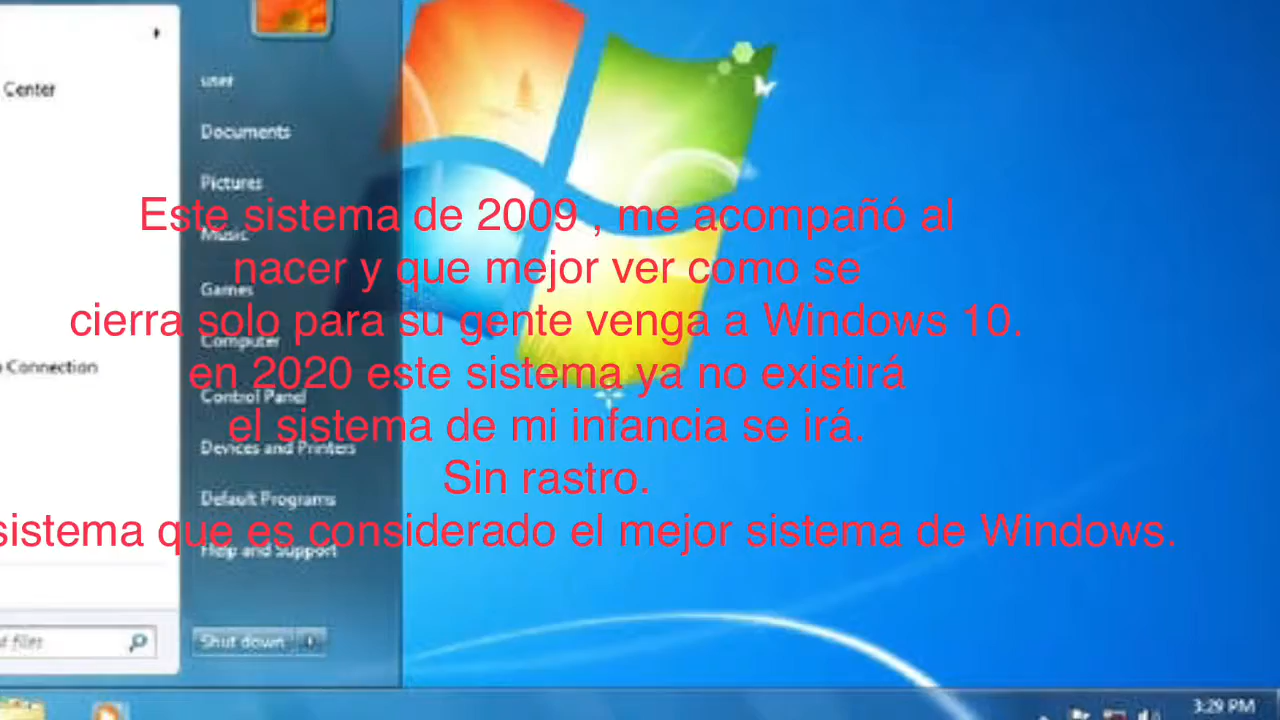 Center
user
Documents
Pictures
Este sistema de 2009 , me acompañó al
Music
nacer y que mejor ver como se
Games
cierra solo para su gente venga a Windows 10.
Computer
Connection
en 2020 este sistema ya no existirá
Control Panel
el sistema de mi infancia se irá.
Devices and Printers
Sin rastro.
Default Programs
sistema que es considerado el mejor sistema de Windows.
Help and Support
files
Shut down
3:29 PM